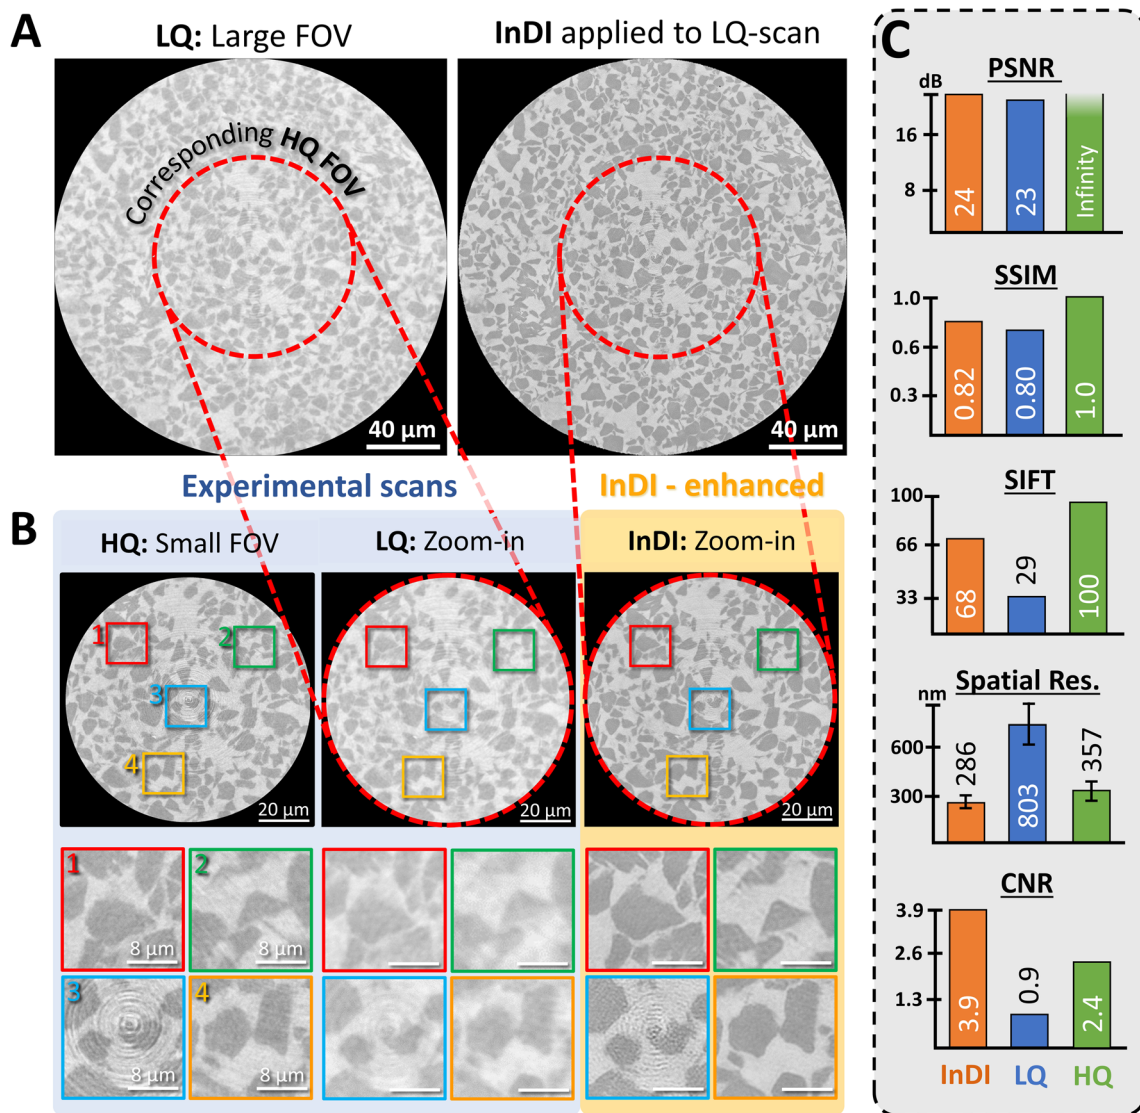 A
LQ: Large FOV
InDI applied to LQ-scan
Corresponding HQ FOV
40 µm
40 µm
Experimental scans
InDI - enhanced
B
HQ: Small FOV
LQ: Zoom-in
InDI: Zoom-in
1
2
3
4
20 µm
20 µm
20 µm
1
2
8 µm
8 µm
3
4
8 µm
8 µm
C
PSNR
dB
16
8
24
23
Infinity
SSIM
1.0
0.6
0.3
0.82
0.80
1.0
SIFT
100
66
33
68
29
100
Spatial Res.
nm
600
300
286
803
357
CNR
3.9
2.6
1.3
3.9
0.9
2.4
InDI LQ HQ